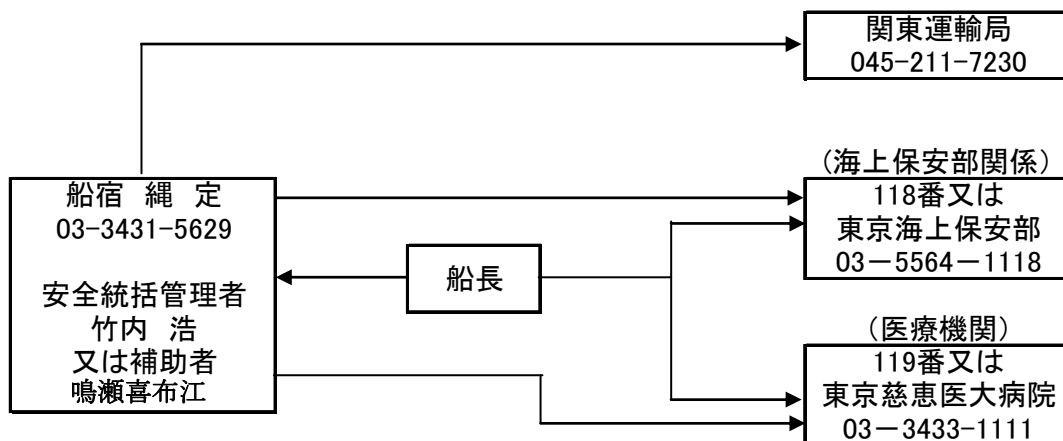 関東運輸局
045-211-7230
(海上保安部関係)
118番又は
東京海上保安部
03-5564-1118
船宿 縄 定
03-3431-5629
安全統括管理者
竹内 浩
又は補助者
鳴瀬喜布江
船長
(医療機関)
119番又は
東京慈恵医大病院
03-3433-1111